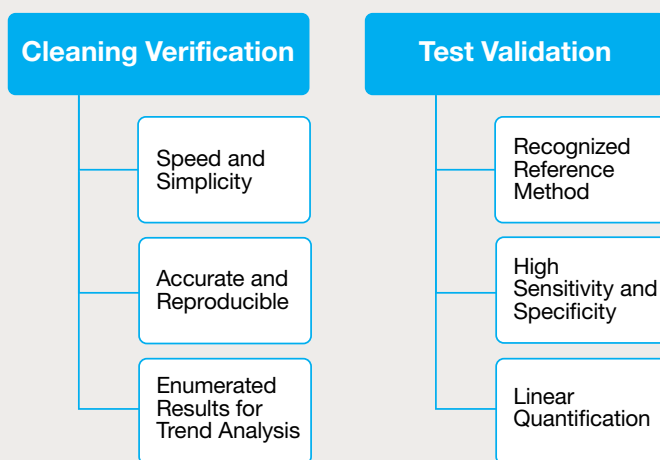 Cleaning Verification
Speed and
Simplicity
Accurate and
Reproducible
Enumerated
Results for
Trend Analysis
Test Validation
Recognized
Reference
Method
High
Sensitivity and
Specificity
Linear
Quantification